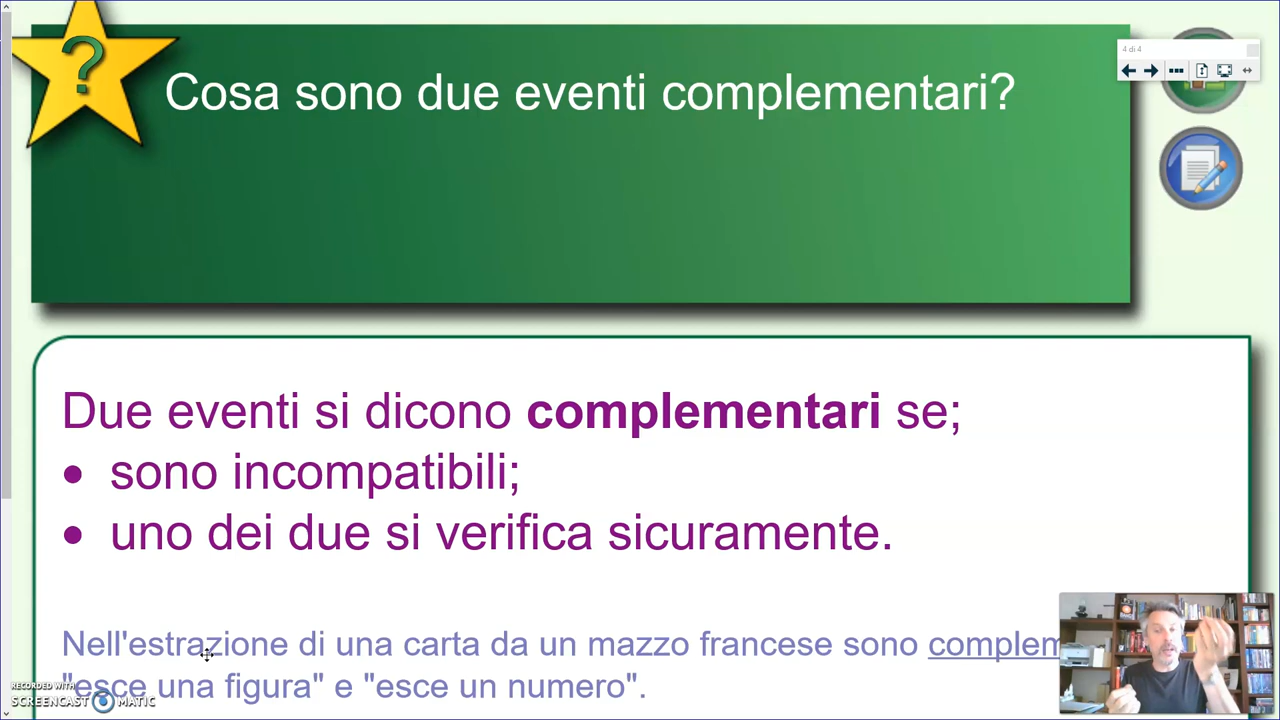 ?
Cosa sono due eventi complementari?
4 di 4
Due eventi si dicono complementari se;
• sono incompatibili;
• uno dei due si verifica sicuramente.
Nell'estrazione di una carta da un mazzo francese sono complem
"esce una figura" e "esce un numero".
RECORDED WITH
SCREENCAST MATIC